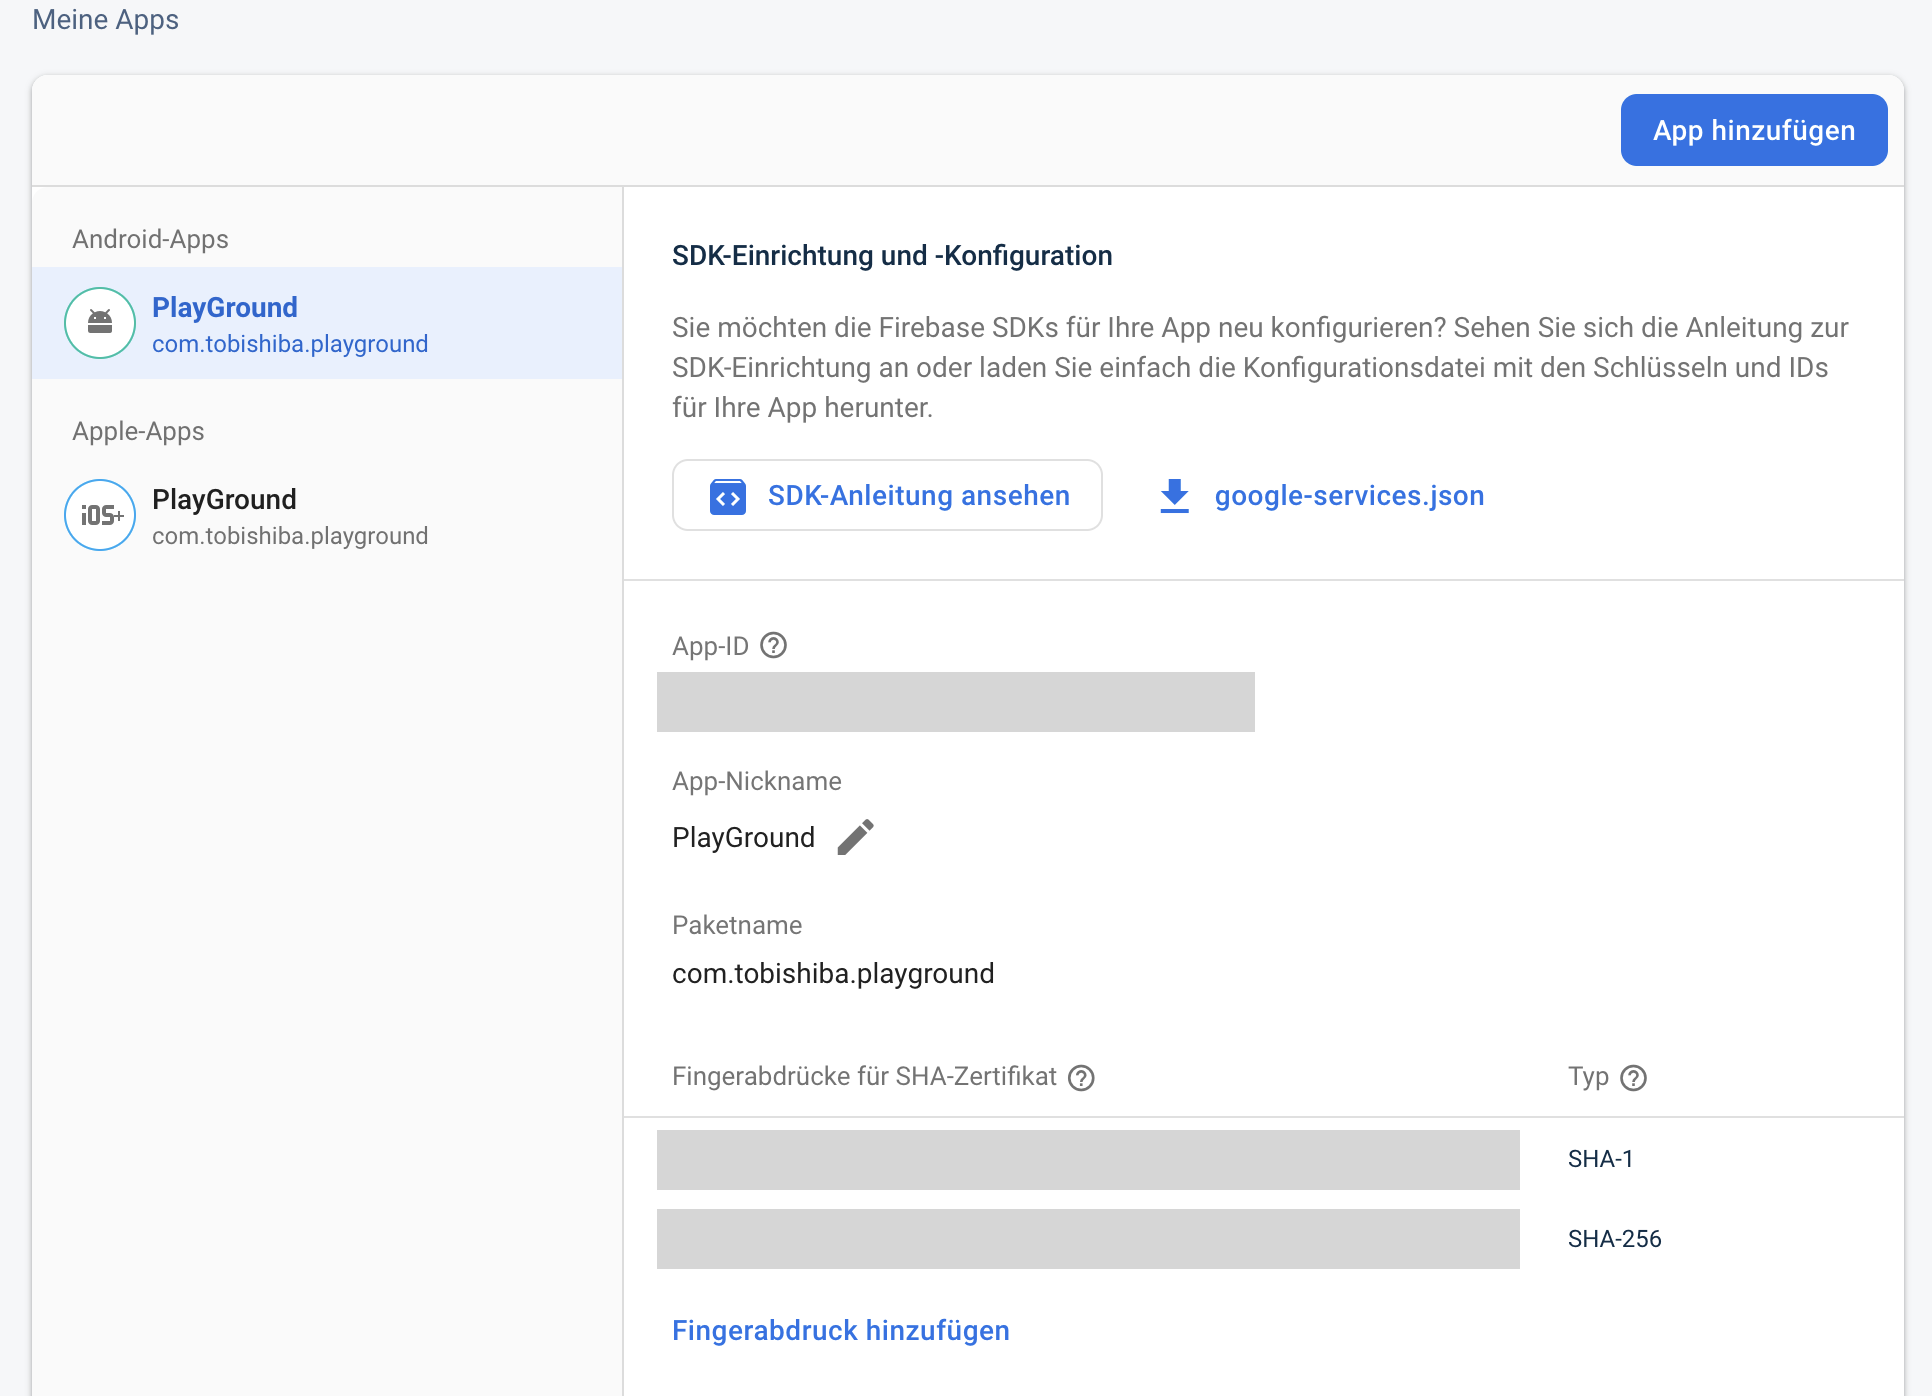 Meine Apps
App hinzufügen
Android-Apps
PlayGround
com.tobishiba.playground
Apple-Apps
iOS+
PlayGround
com.tobishiba.playground
SDK-Einrichtung und -Konfiguration
Sie möchten die Firebase SDKs für Ihre App neu konfigurieren? Sehen Sie sich die Anleitung zur
SDK-Einrichtung an oder laden Sie einfach die Konfigurationsdatei mit den Schlüsseln und IDs
für Ihre App herunter.
SDK-Anleitung ansehen
google-services.json
App-ID
App-Nickname
PlayGround
Paketname
com.tobishiba.playground
Fingerabdrücke für SHA-Zertifikat
Typ
SHA-1
SHA-256
Fingerabdruck hinzufügen